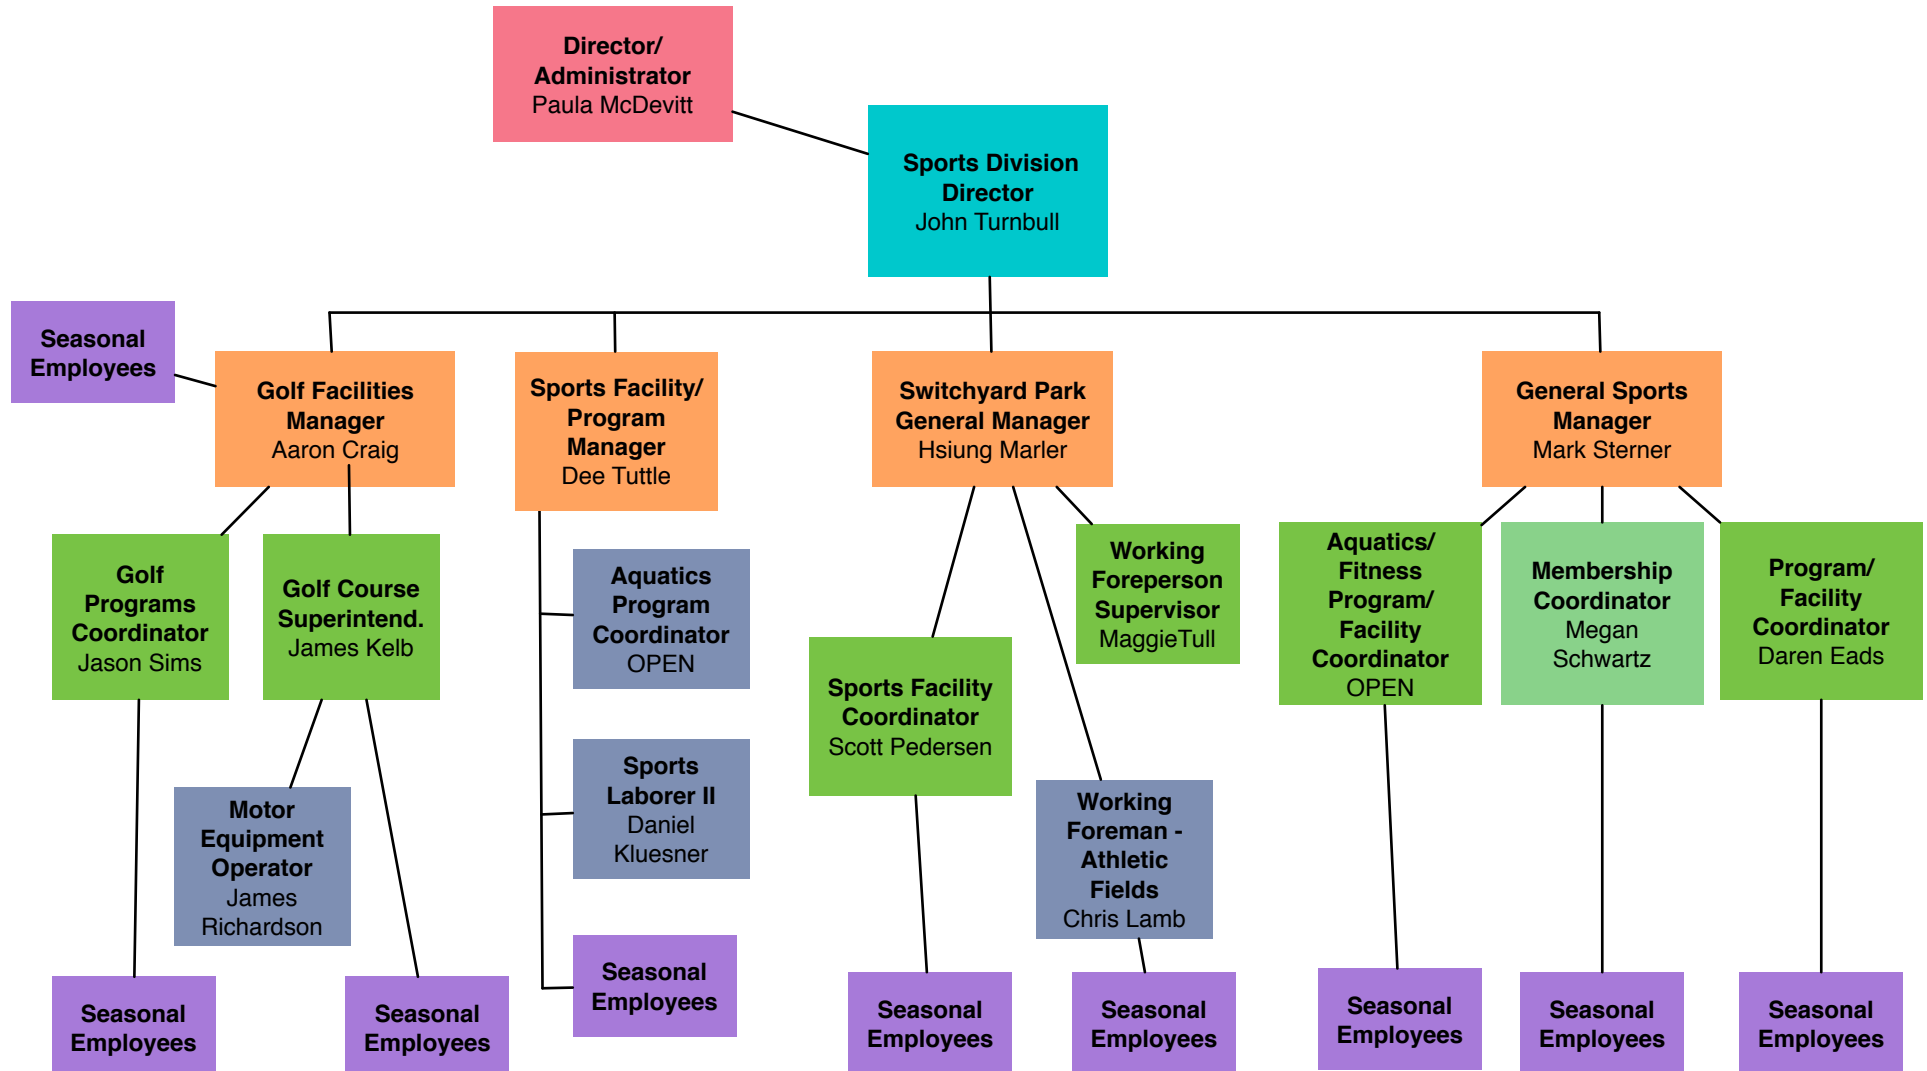 Director/
Administrator
Paula McDevitt
Sports Division
Director
John Turnbull
Seasonal
Employees
Golf Facilities
Manager
Aaron Craig
Sports Facility/
Program
Manager
Dee Tuttle
Switchyard Park
General Manager
Hsiung Marler
General Sports
Manager
Mark Sterner
Golf
Programs
Coordinator
Jason Sims
Golf Course
Superintend.
James Kelb
Aquatics
Program
Coordinator
OPEN
Working
Foreperson
Supervisor
MaggieTull
Aquatics/
Fitness
Program/
Facility
Coordinator
OPEN
Membership
Coordinator
Megan
Schwartz
Program/
Facility
Coordinator
Daren Eads
Sports Facility
Coordinator
Scott Pedersen
Sports
Laborer II
Daniel
Kluesner
Motor
Equipment
Operator
James
Richardson
Working
Foreman -
Athletic
Fields
Chris Lamb
Seasonal
Employees
Seasonal
Employees
Seasonal
Employees
Seasonal
Employees
Seasonal
Employees
Seasonal
Employees
Seasonal
Employees
Seasonal
Employees